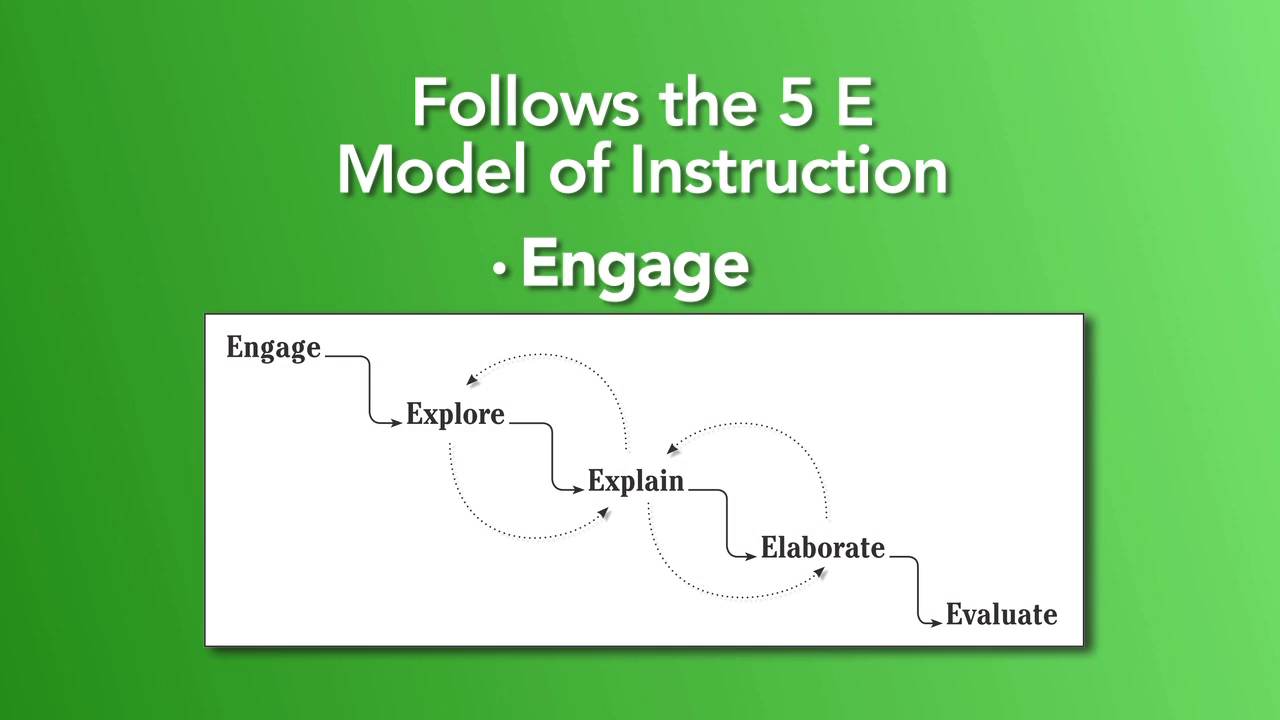 Follows the 5 E
Model of Instruction
• Engage
Engage
Explore
Explain
Elaborate
Evaluate